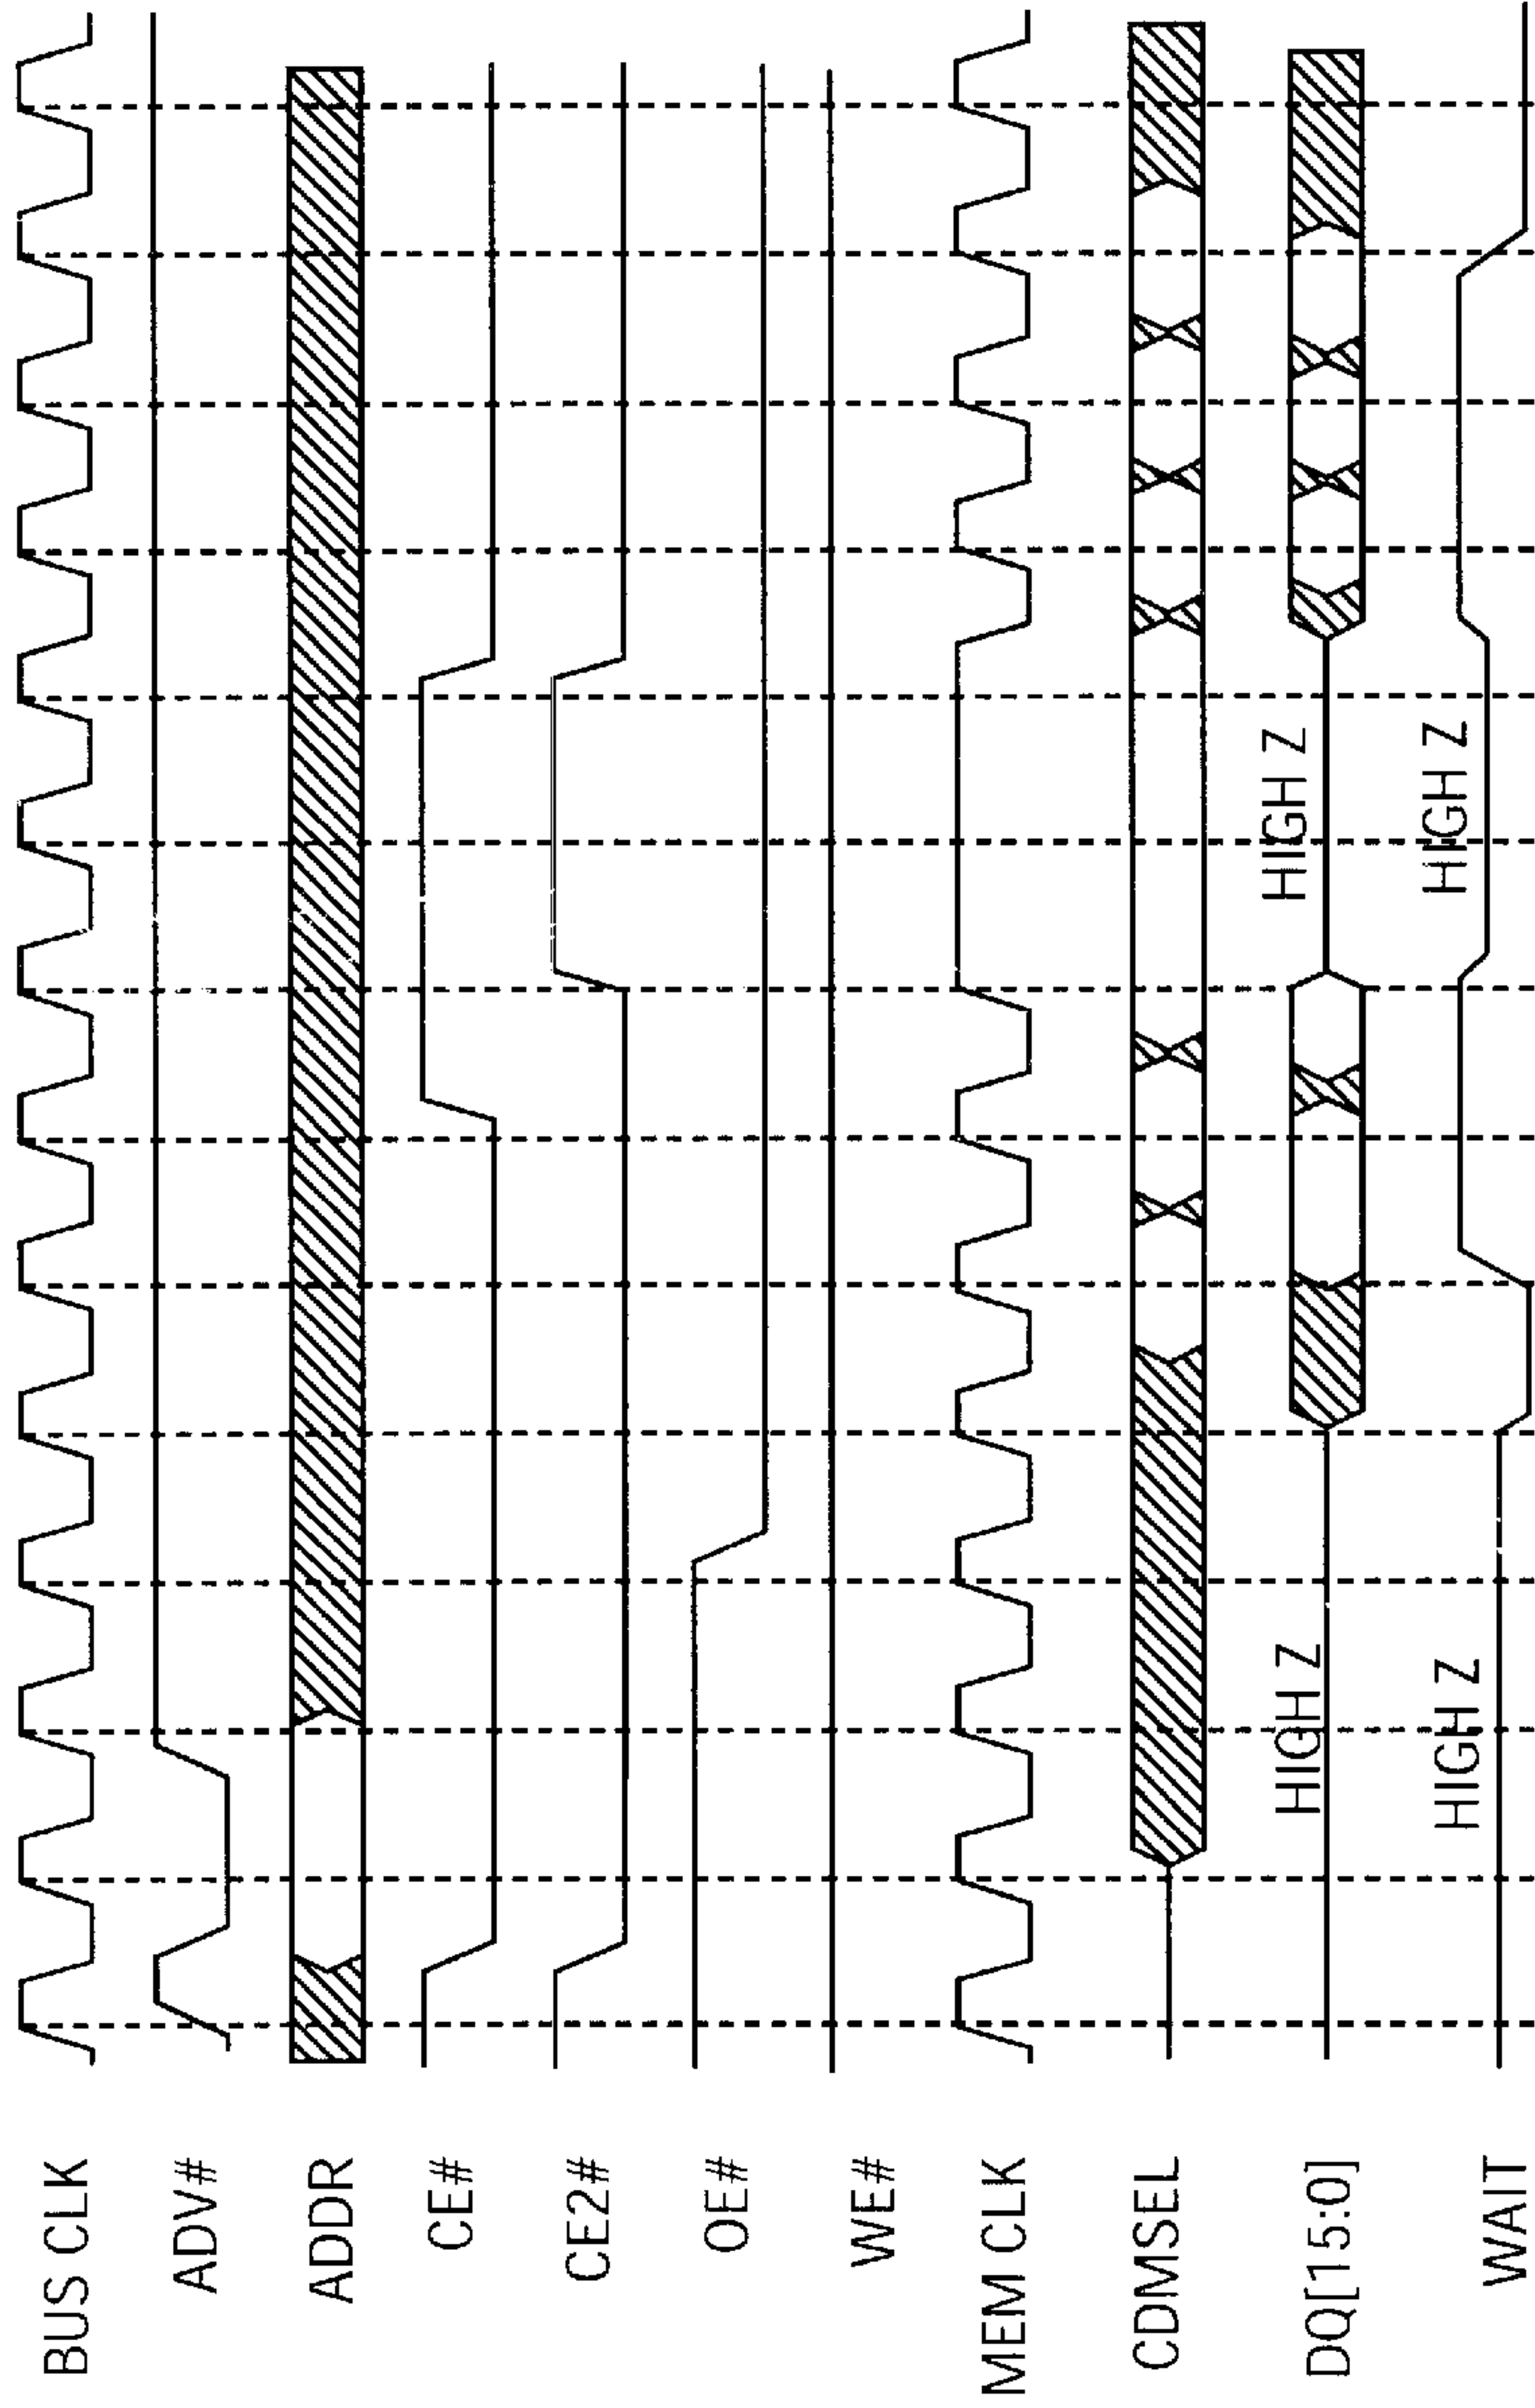 BUS CLK
ADV#
ADDR
CE#
CE2#
OE#
WE#
MEM CLK
CDMSEL
DQ[15:0]
HIGH Z
HIGH Z
WAIT
HIGH Z
HIGH Z